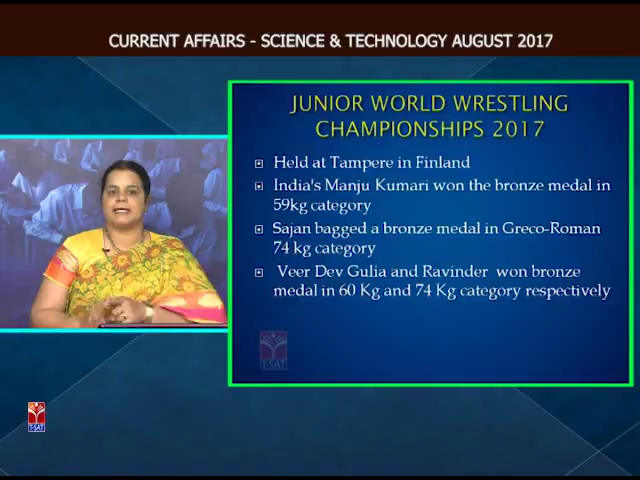 CURRENT AFFAIRS - SCIENCE & TECHNOLOGY AUGUST 2017
JUNIOR WORLD WRESTLING
CHAMPIONSHIPS 2017
Held at Tampere in Finland
India's Manju Kumari won the bronze medal in
59kg category
Sajan bagged a bronze medal in Greco-Roman
74 kg category
Veer Dev Gulia and Ravinder won bronze
medal in 60 Kg and 74 Kg category respectively
T-SAT
T-SAT